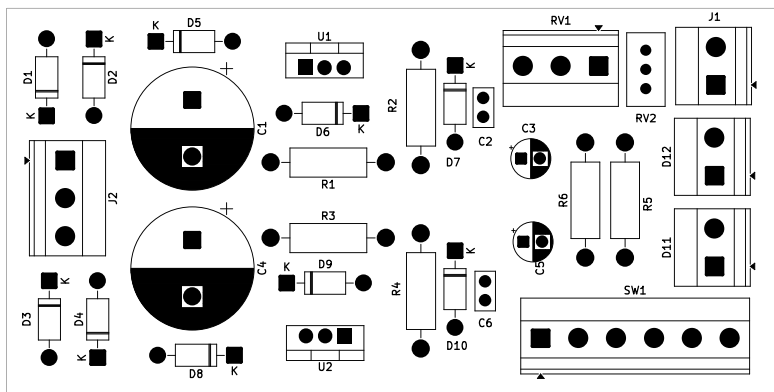 D5
RV1
J1
K
U1
K
K
D1
D2
R2
D7
C2
RV2
C1
D6
K
C3
K
R1
D12
J2
R6
R5
R3
D11
K
C4
K
D9
K
C5
D3
D4
R4
SW1
C6
D10
K
U2
D8
K
K